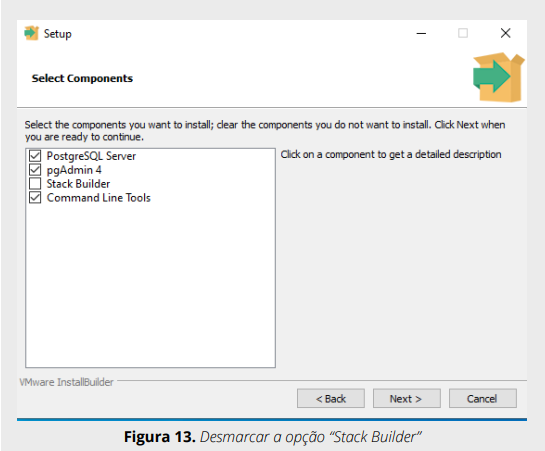 Setup
Select Components
Select the components you want to install; clear the components you do not want to install. Click Next when
you are ready to continue.
PostgreSQL Server
pgAdmin 4
Stack Builder
Command Line Tools
Click on a component to get a detailed description
VMware InstallBuilder
< Back
Next >
Cancel
Figura 13. Desmarcar a opção “Stack Builder”